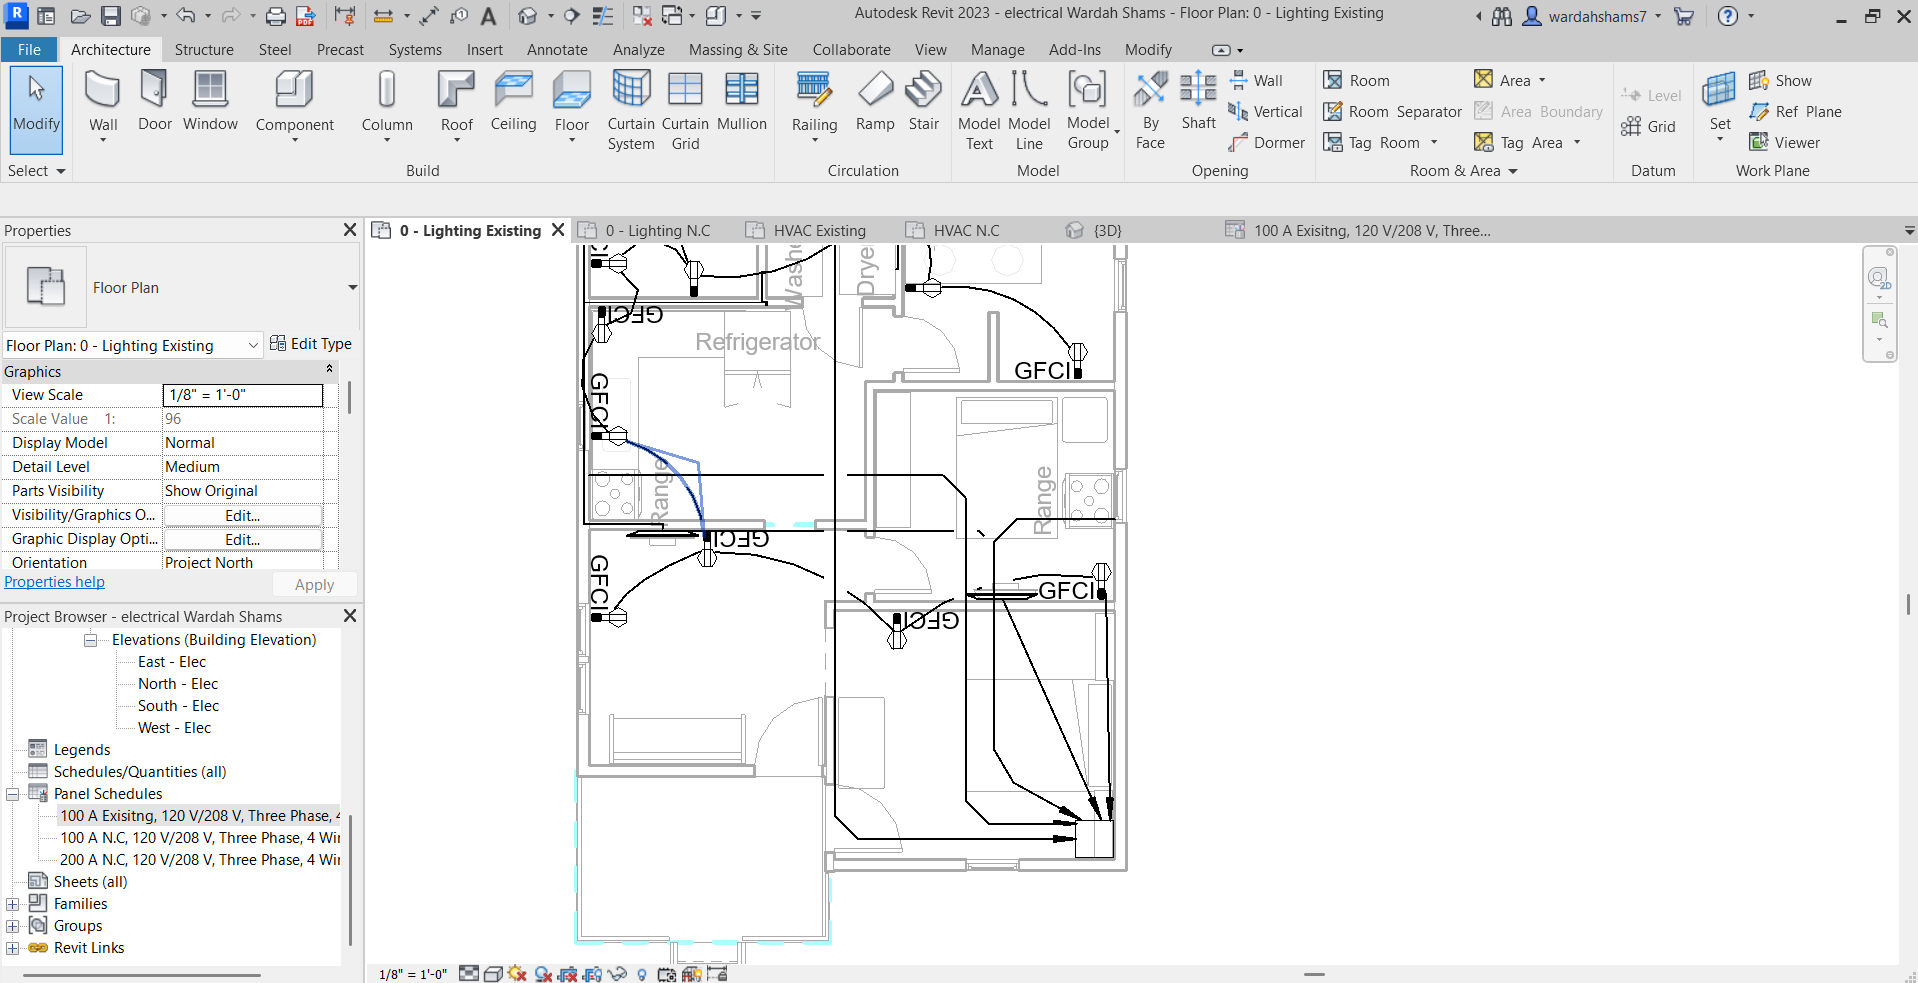 Autodesk Revit 2023 - electrical Wardah Shams - Floor Plan: 0 - Lighting Existing
wardahshams7
File
Architecture
Structure
Steel
Precast
Systems
Insert
Annotate
Analyze
Massing & Site
Collaborate
View
Manage
Add-Ins
Modify
Modify
Wall
Door
Window
Component
Column
Roof
Ceiling
Floor
Curtain System
Curtain Grid
Mullion
Railing
Ramp
Stair
Model Text
Model Line
Model Group
By Face
Shaft
Wall
Vertical
Dormer
Room
Room Separator
Tag Room
Area
Area Boundary
Tag Area
Level
Grid
Set
Show
Ref Plane
Viewer
Select
Build
Circulation
Model
Opening
Room & Area
Datum
Work Plane
Properties
0 - Lighting Existing
0 - Lighting N.C
HVAC Existing
HVAC N.C
{3D}
100 A Exisitng, 120 V/208 V, Three...
Floor Plan
Floor Plan: 0 - Lighting Existing
Edit Type
Graphics
View Scale 1/8" = 1'-0"
Scale Value 1: 96
Display Model Normal
Detail Level Medium
Parts Visibility Show Original
Visibility/Graphics O... Edit...
Graphic Display Opti... Edit...
Orientation Project North
Properties help
Apply
Project Browser - electrical Wardah Shams
Elevations (Building Elevation)
East - Elec
North - Elec
South - Elec
West - Elec
Legends
Schedules/Quantities (all)
Panel Schedules
100 A Exisitng, 120 V/208 V, Three Phase, 4
100 A N.C, 120 V/208 V, Three Phase, 4 Wir
200 A N.C, 120 V/208 V, Three Phase, 4 Wir
Sheets (all)
Families
Groups
Revit Links
CI
Washe
Dryer
GFCI
Refrigerator
GFCI
GFCI
Range
Range
GFCI
GFCI
GFCI
GFCI
1/8" = 1'-0"
2D